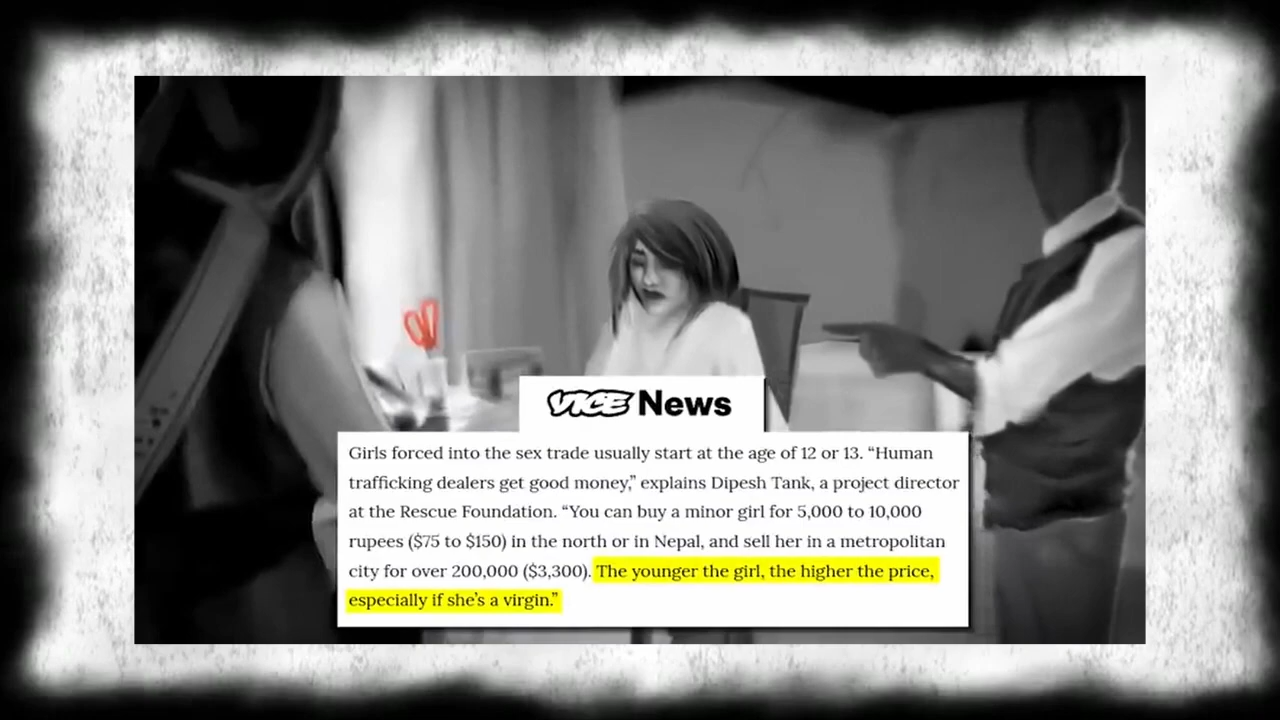 VICE News
Girls forced into the sex trade usually start at the age of 12 or 13. “Human
trafficking dealers get good money,” explains Dipesh Tank, a project director
at the Rescue Foundation. “You can buy a minor girl for 5,000 to 10,000
rupees ($75 to $150) in the north or in Nepal, and sell her in a metropolitan
city for over 200,000 ($3,300). The younger the girl, the higher the price,
especially if she’s a virgin.”